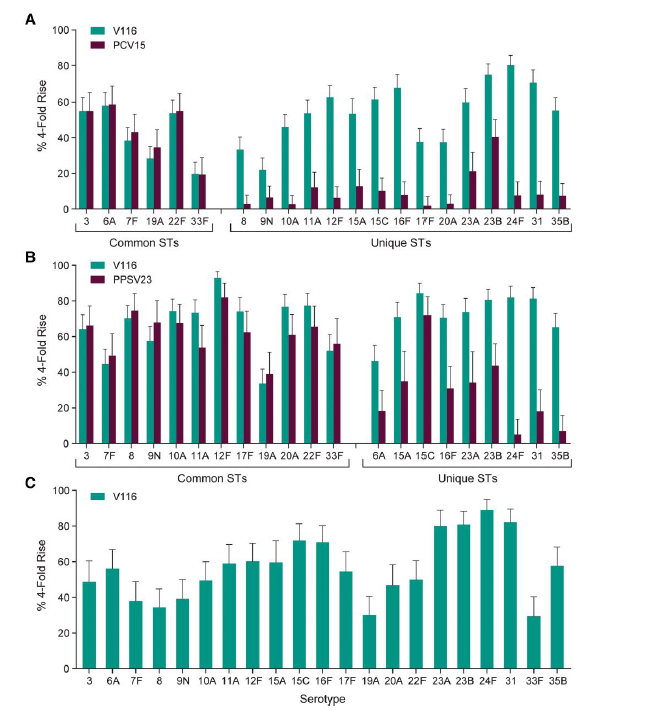 A
V116
PCV15
% 4-Fold Rise
100
80
60
40
20
0
3 6A 7F 19A 22F 33F 8 9N 10A 11A 12F 15A 15C 16F 17F 20A 23A 23B 24F 31 35B
Common STs Unique STs
B
V116
PPSV23
% 4-Fold Rise
100
80
60
40
20
0
3 7F 8 9N 10A 11A 12F 17F 19A 20A 22F 33F 6A 15A 15C 16F 23A 23B 24F 31 35B
Common STs Unique STs
C
V116
% 4-Fold Rise
100
80
60
40
20
0
3 6A 7F 8 9N 10A 11A 12F 15A 15C 16F 17F 19A 20A 22F 23A 23B 24F 31 33F 35B
Serotype